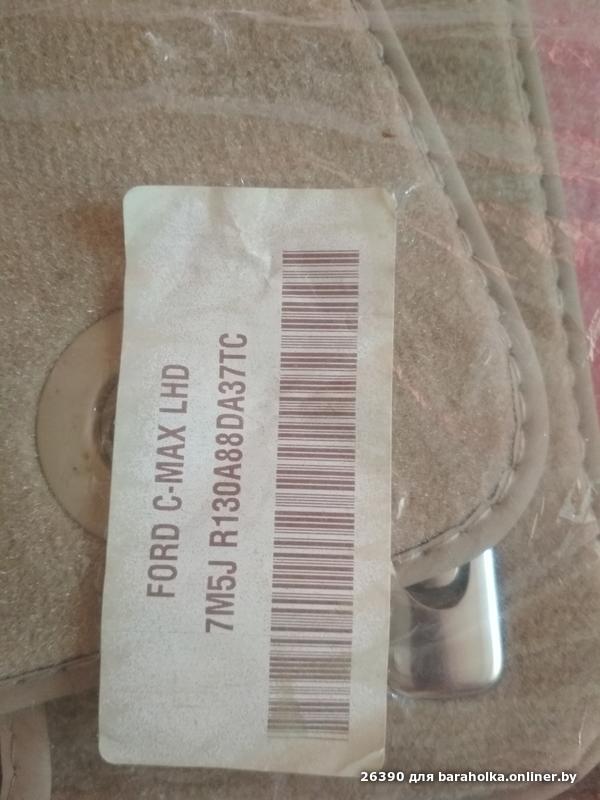 FORD C-MAX LHD
7M5J R130A88DA37TC
26390 для baraholka.onliner.by